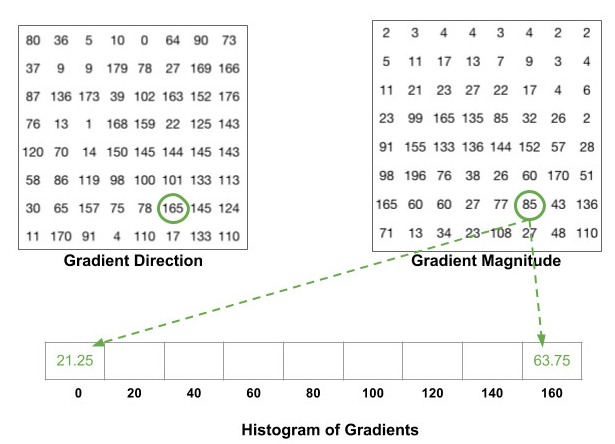 80 36 5 10 0 64 90 73
37 9 9 179 78 27 169 166
87 136 173 39 102 163 152 176
76 13 1 168 159 22 125 143
120 70 14 150 145 144 145 143
58 86 119 98 100 101 133 113
30 65 157 75 78 165 145 124
11 170 91 4 110 17 133 110
Gradient Direction
2 3 4 4 3 4 2 2
5 11 17 13 7 9 3 4
11 21 23 27 22 17 4 6
23 99 165 135 85 32 26 2
91 155 133 136 144 152 57 28
98 196 76 38 26 60 170 51
165 60 60 27 77 85 43 136
71 13 34 23 108 27 48 110
Gradient Magnitude
21.25 63.75
0 20 40 60 80 100 120 140 160
Histogram of Gradients